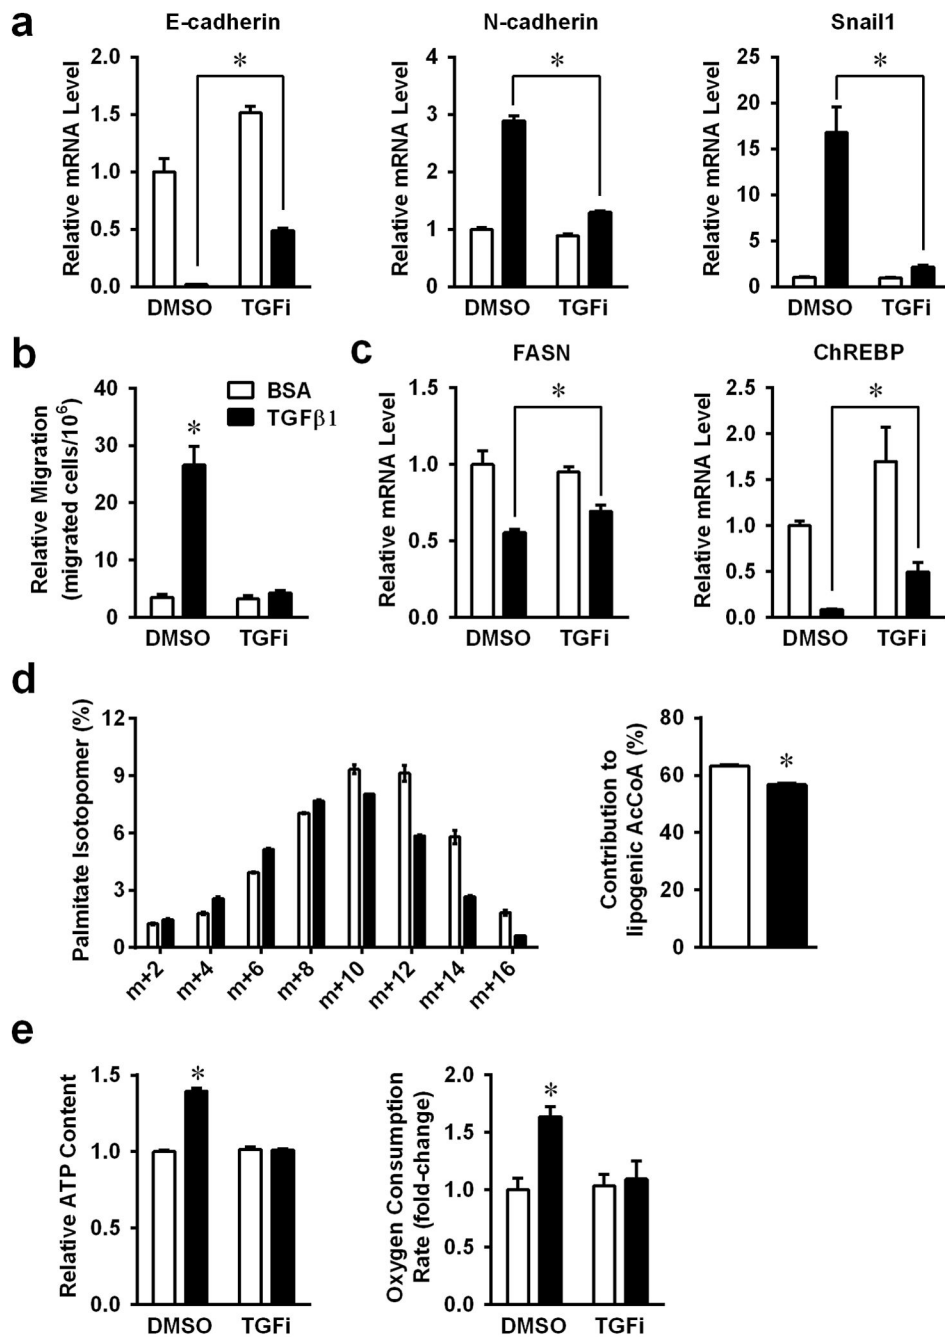 a
E-cadherin
Relative mRNA Level
2.0
1.5
1.0
0.5
0.0
*
DMSO TGFi
N-cadherin
Relative mRNA Level
4
3
2
1
0
*
DMSO TGFi
Snail1
Relative mRNA Level
25
20
15
10
5
0
*
DMSO TGFi
b
Relative Migration
(migrated cells/10⁶)
40
30
20
10
0
*
BSA
TGFβ1
DMSO TGFi
c
FASN
Relative mRNA Level
1.5
1.0
0.5
0.0
*
DMSO TGFi
ChREBP
Relative mRNA Level
2.5
2.0
1.5
1.0
0.5
0.0
*
DMSO TGFi
d
Palmitate Isotopomer (%)
12
9
6
3
0
m+2 m+4 m+6 m+8 m+10 m+12 m+14 m+16
Contribution to
lipogenic AcCoA (%)
80
60
40
20
0
*
e
Relative ATP Content
1.5
1.0
0.5
0.0
*
DMSO TGFi
Oxygen Consumption
Rate (fold-change)
2.0
1.5
1.0
0.5
0.0
*
DMSO TGFi